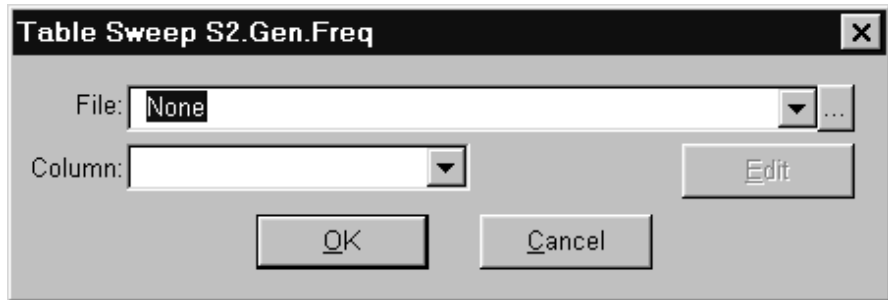 Table Sweep S2.Gen.Freq
File: None ...
Column: Edit
OK Cancel